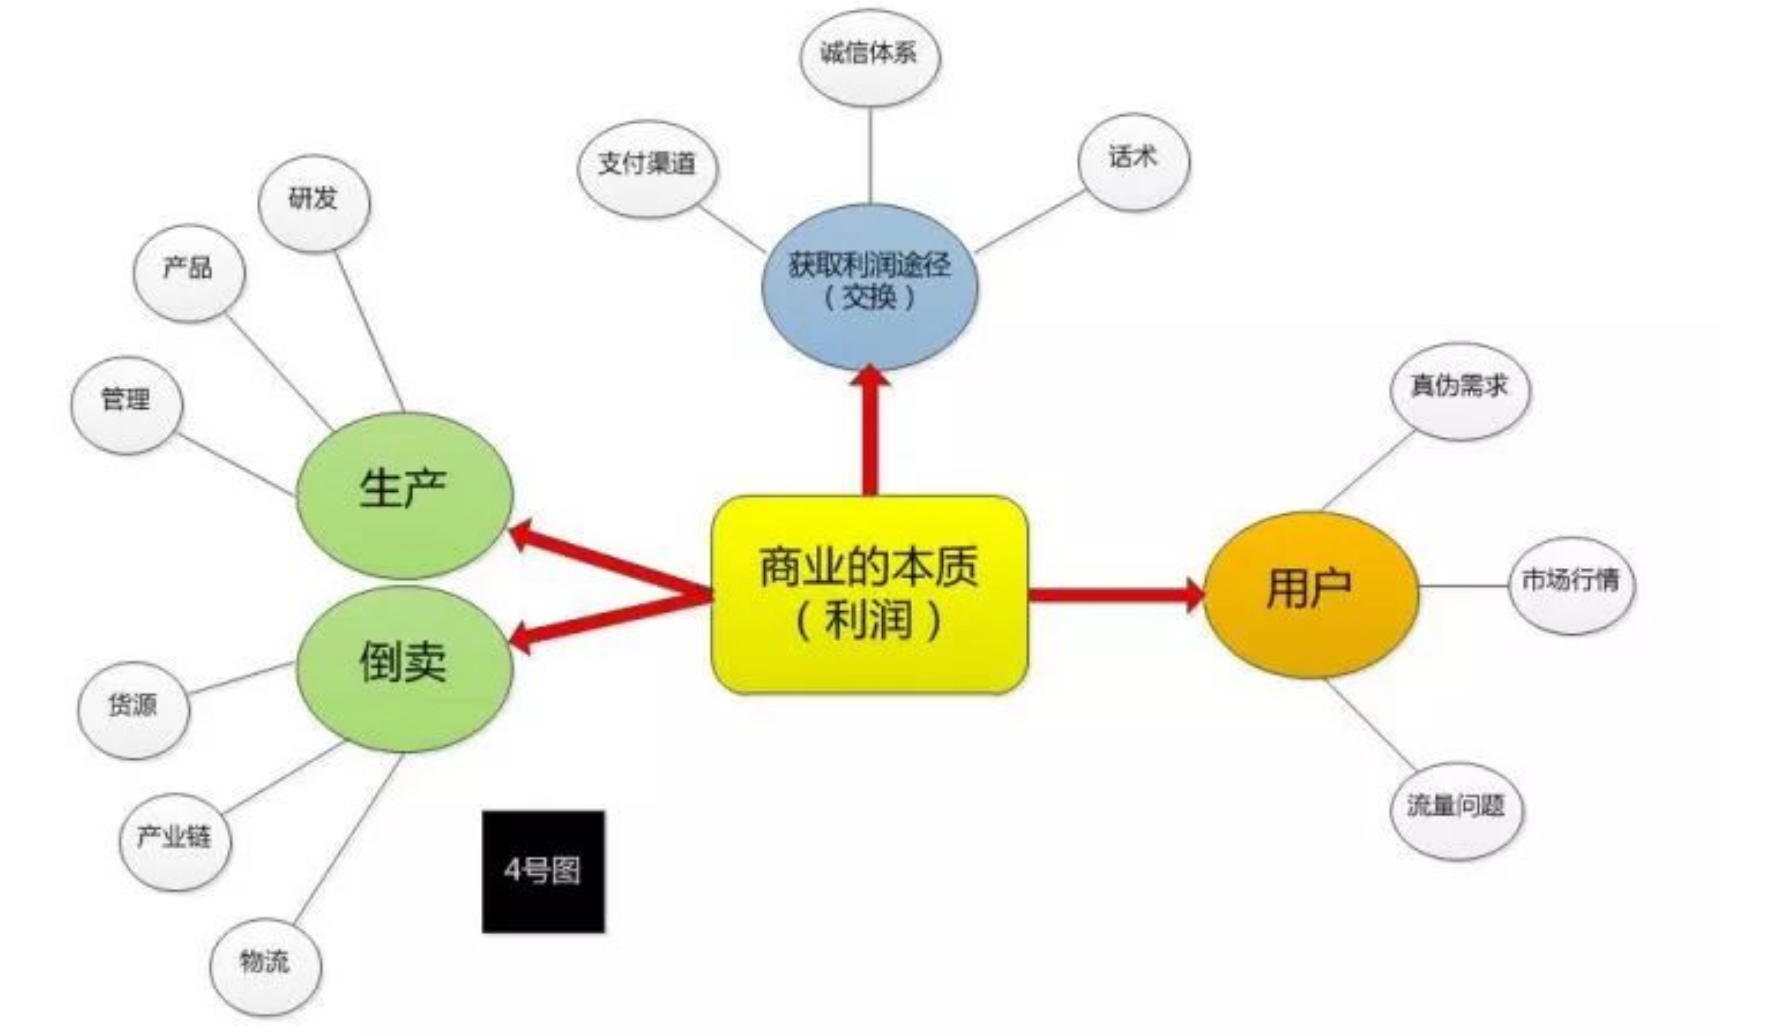 诚信体系
支付渠道
话术
获取利润途径
（交换）
研发
产品
管理
生产
倒卖
货源
产业链
物流
商业的本质
（利润）
用户
真伪需求
市场行情
流量问题
4号图